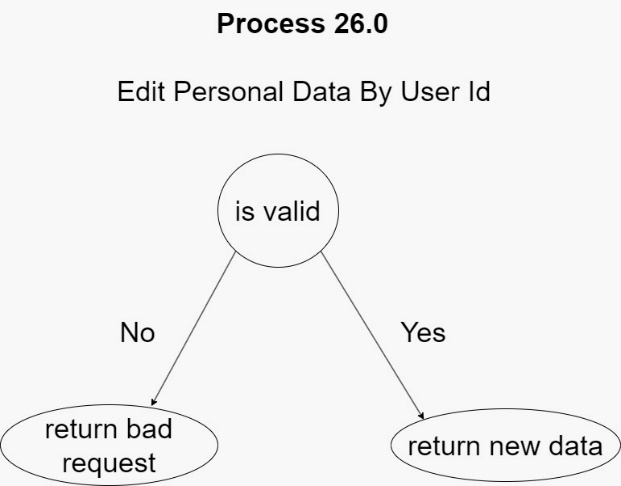 Process 26.0
Edit Personal Data By User Id
is valid
No
Yes
return bad
request
return new data